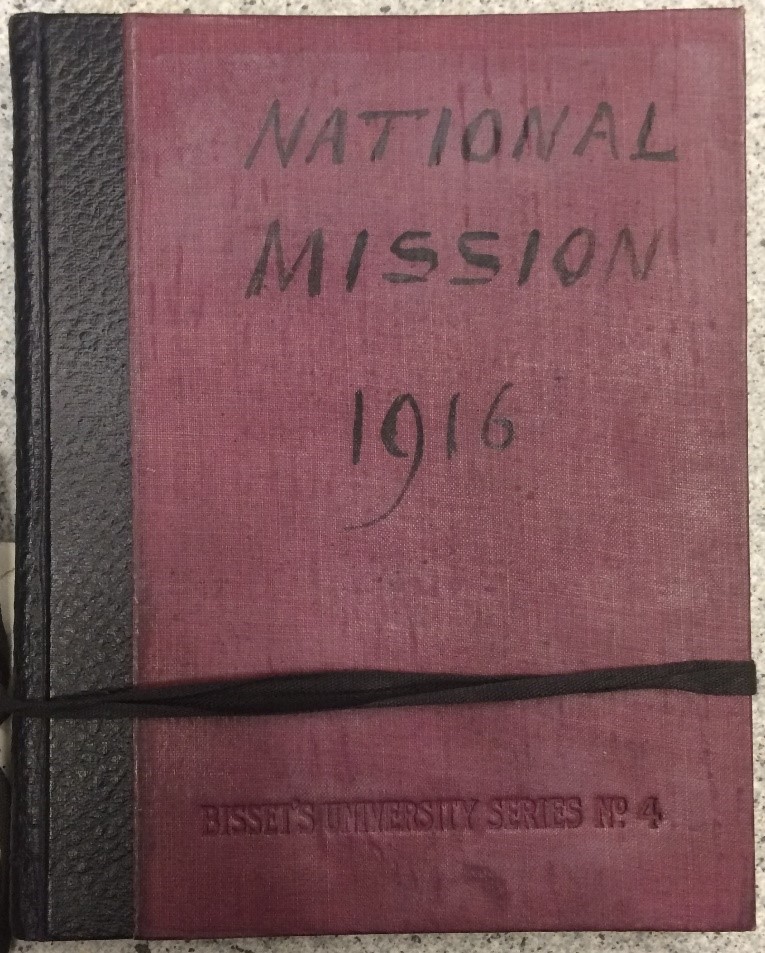 NATIONAL
MISSION
1916
BISSET'S UNIVERSITY SERIES Nº 4